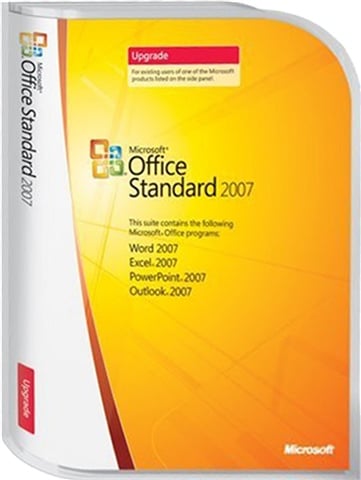 Microsoft®
Office Standard 2007
Upgrade
Upgrade
For existing users of one of the Microsoft
products listed on the side panel.
Microsoft®
Office
Standard 2007
This suite contains the following
Microsoft® Office programs:
Word 2007
Excel® 2007
PowerPoint® 2007
Outlook® 2007
Microsoft